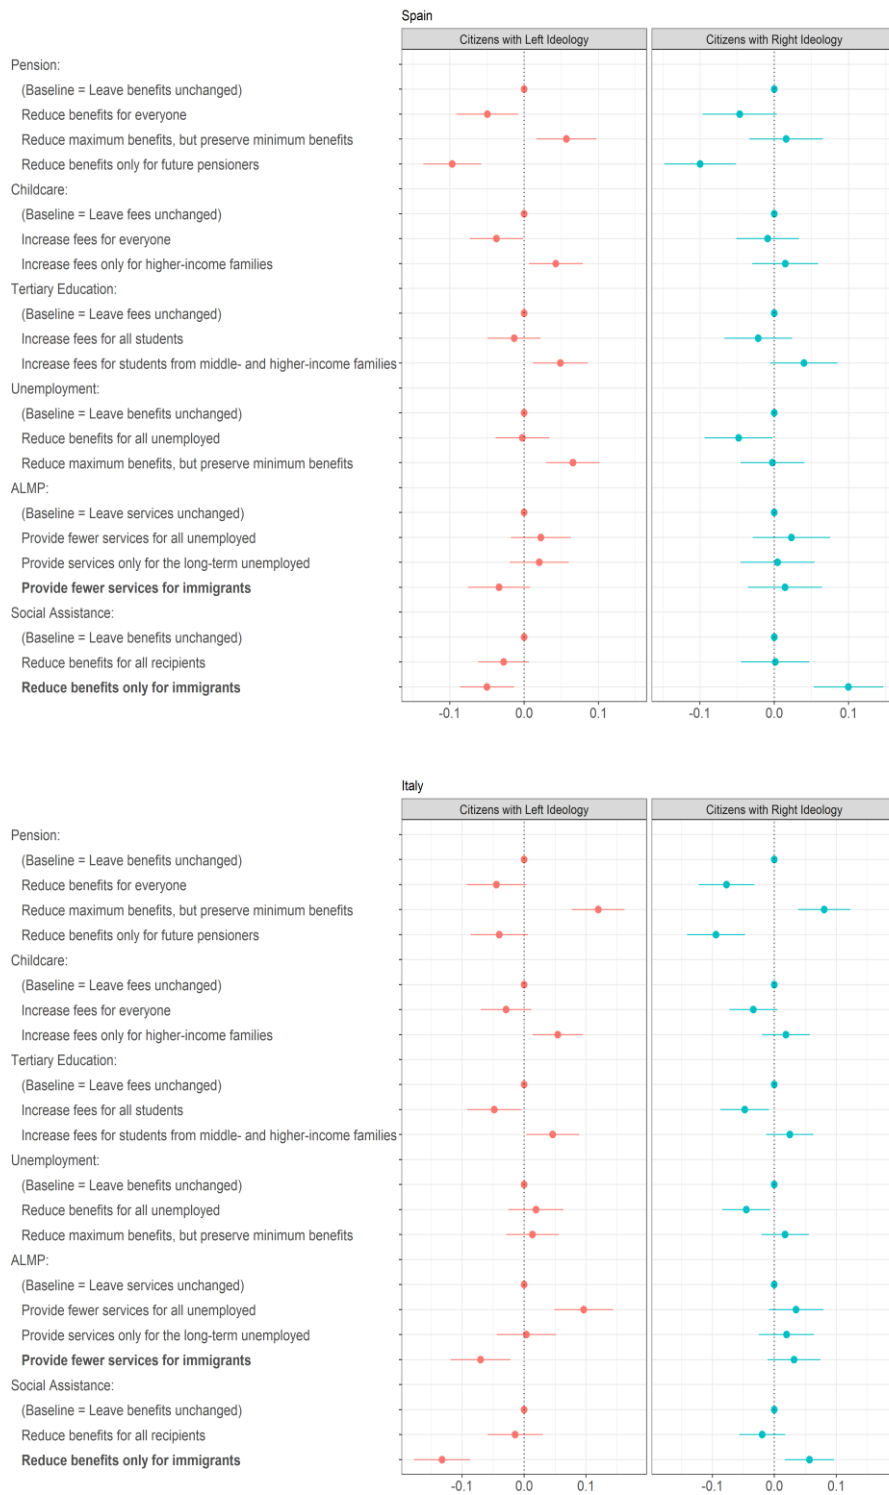 Spain
Citizens with Left Ideology
Citizens with Right Ideology
Pension:
(Baseline = Leave benefits unchanged)
Reduce benefits for everyone
Reduce maximum benefits, but preserve minimum benefits
Reduce benefits only for future pensioners
Childcare:
(Baseline = Leave fees unchanged)
Increase fees for everyone
Increase fees only for higher-income families
Tertiary Education:
(Baseline = Leave fees unchanged)
Increase fees for all students
Increase fees for students from middle- and higher-income families
Unemployment:
(Baseline = Leave benefits unchanged)
Reduce benefits for all unemployed
Reduce maximum benefits, but preserve minimum benefits
ALMP:
(Baseline = Leave services unchanged)
Provide fewer services for all unemployed
Provide services only for the long-term unemployed
Provide fewer services for immigrants
Social Assistance:
(Baseline = Leave benefits unchanged)
Reduce benefits for all recipients
Reduce benefits only for immigrants
-0.1 0.0 0.1 -0.1 0.0 0.1
Italy
Citizens with Left Ideology
Citizens with Right Ideology
Pension:
(Baseline = Leave benefits unchanged)
Reduce benefits for everyone
Reduce maximum benefits, but preserve minimum benefits
Reduce benefits only for future pensioners
Childcare:
(Baseline = Leave fees unchanged)
Increase fees for everyone
Increase fees only for higher-income families
Tertiary Education:
(Baseline = Leave fees unchanged)
Increase fees for all students
Increase fees for students from middle- and higher-income families
Unemployment:
(Baseline = Leave benefits unchanged)
Reduce benefits for all unemployed
Reduce maximum benefits, but preserve minimum benefits
ALMP:
(Baseline = Leave services unchanged)
Provide fewer services for all unemployed
Provide services only for the long-term unemployed
Provide fewer services for immigrants
Social Assistance:
(Baseline = Leave benefits unchanged)
Reduce benefits for all recipients
Reduce benefits only for immigrants
-0.1 0.0 0.1 -0.1 0.0 0.1